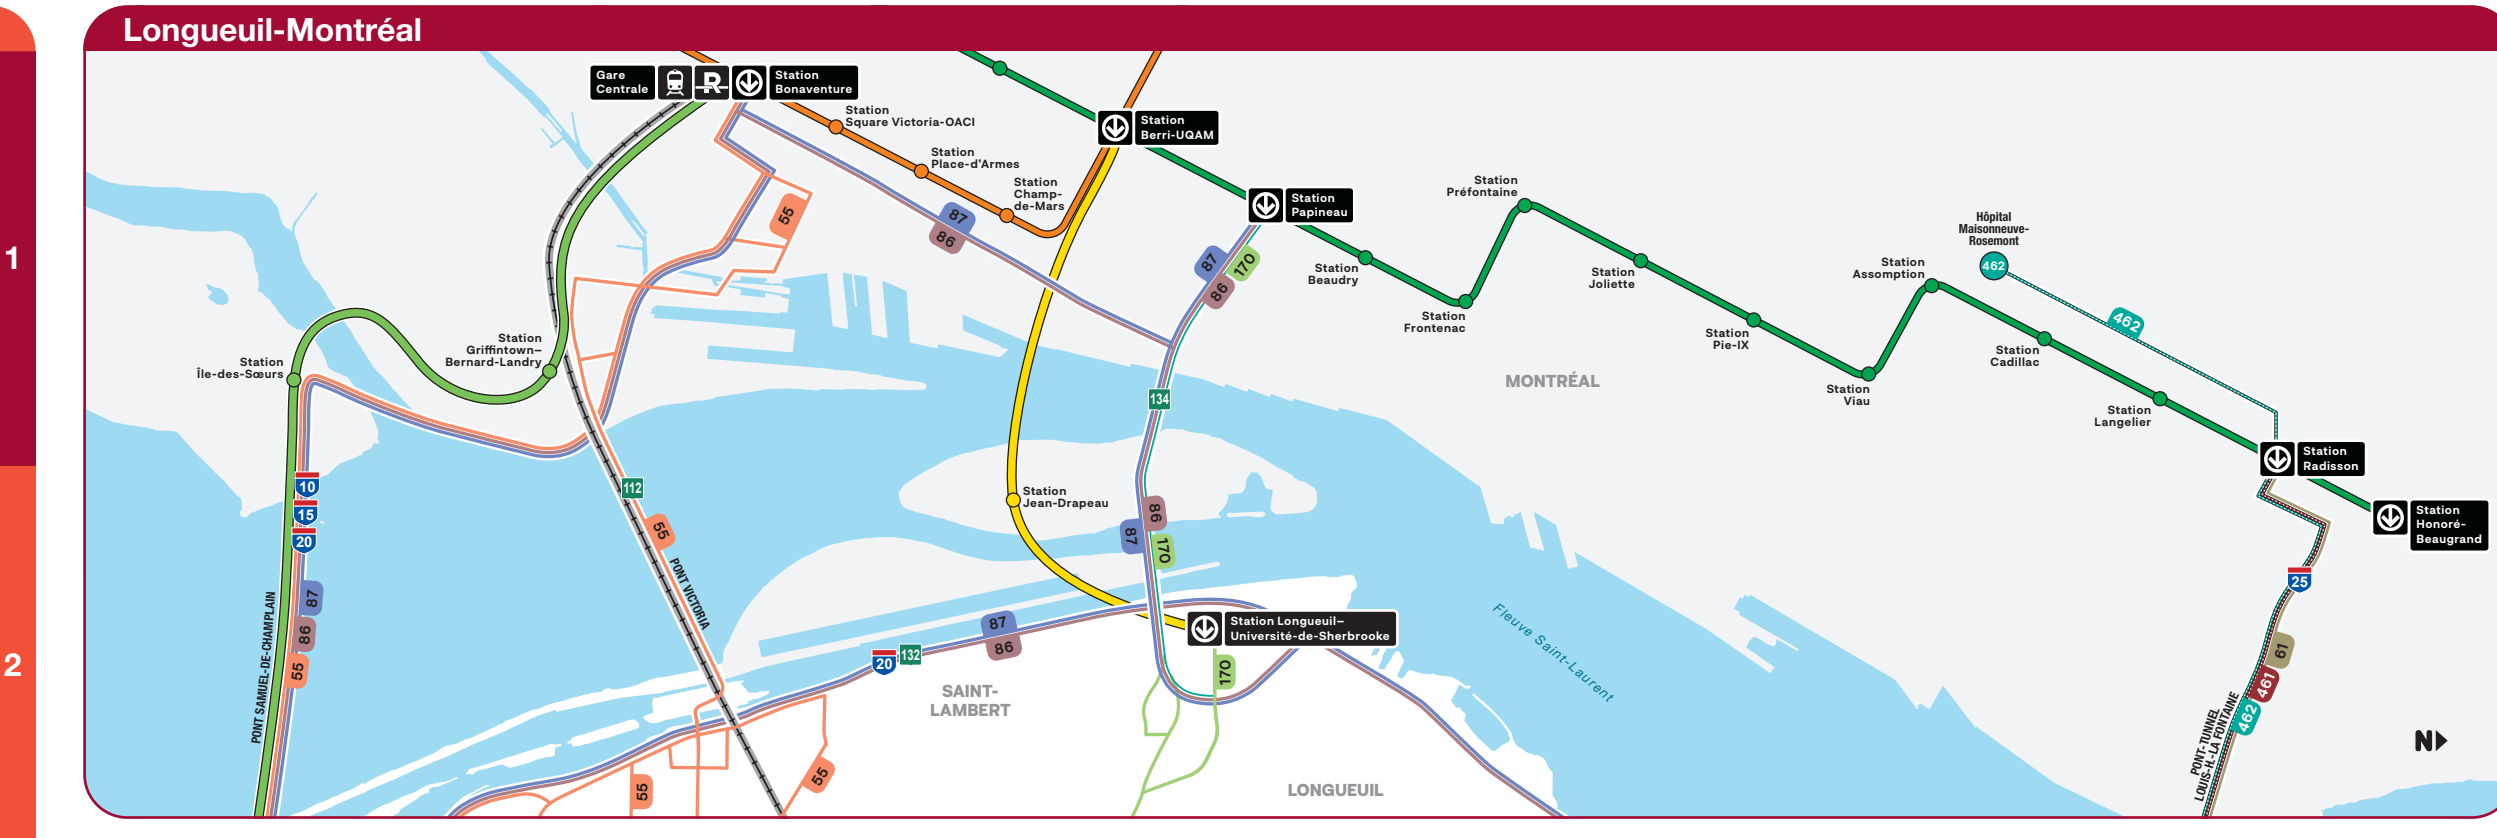 Longueuil-Montréal
1
2
Gare
Centrale
R
Station
Bonaventure
Station
Square Victoria-OACI
Station
Place-d'Armes
Station
Champ-
de-Mars
Station
Berri-UQAM
Station
Papineau
Station
Beaudry
Station
Frontenac
Station
Préfontaine
Station
Joliette
Station
Pie-IX
Station
Viau
Station
Assomption
Hôpital
Maisonneuve-
Rosemont
462
462
Station
Cadillac
Station
Langelier
Station
Radisson
Station
Honoré-
Beaugrand
55
87
86
87
170
86
Station
Griffintown–
Bernard-Landry
Station
Île-des-Sœurs
MONTRÉAL
134
10
15
20
112
55
PONT VICTORIA
Station
Jean-Drapeau
86
87
170
25
87
86
55
PONT SAMUEL-DE-CHAMPLAIN
87
86
20
132
Station Longueuil–
Université-de-Sherbrooke
170
Fleuve Saint-Laurent
SAINT-
LAMBERT
55
55
LONGUEUIL
61
461
462
PONT-TUNNEL
LOUIS-H.-LA FONTAINE
N